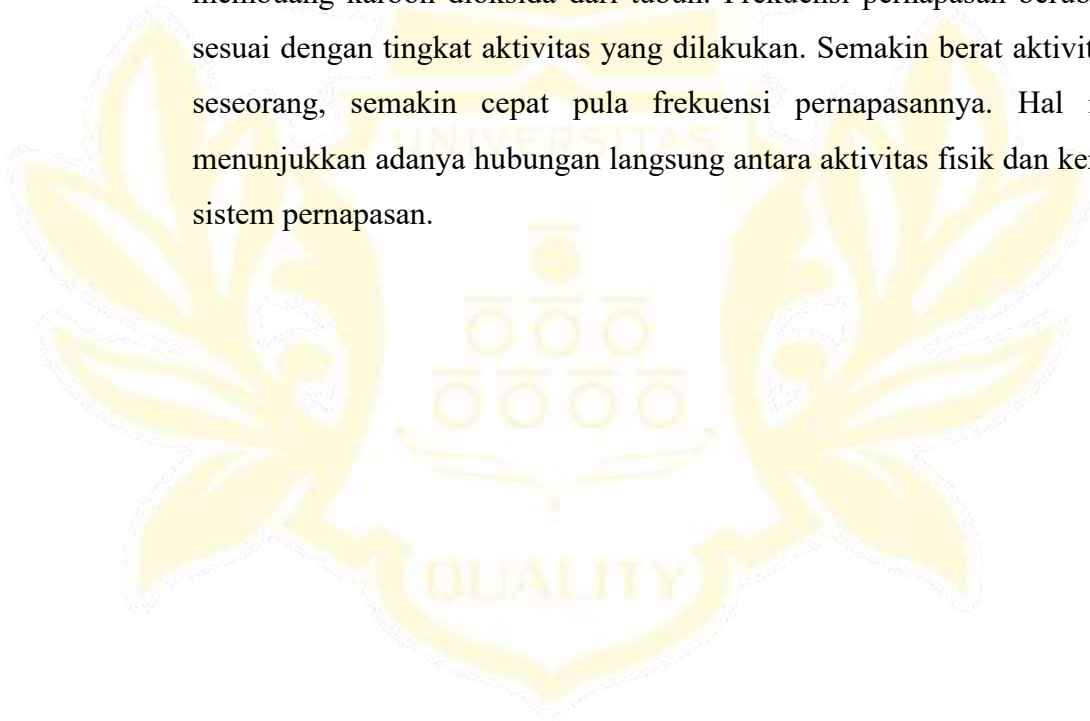 membuang karbon dioksida dari tubuh. Frekuensi pernapasan
sesuai dengan tingkat aktivitas yang dilakukan. Semakin berat
seseorang, semakin cepat pula frekuensi pernapasannya. Hal
menunjukkan adanya hubungan langsung antara aktivitas fisik dan
sistem pernapasan.
UNIVERSITAS
QUALITY